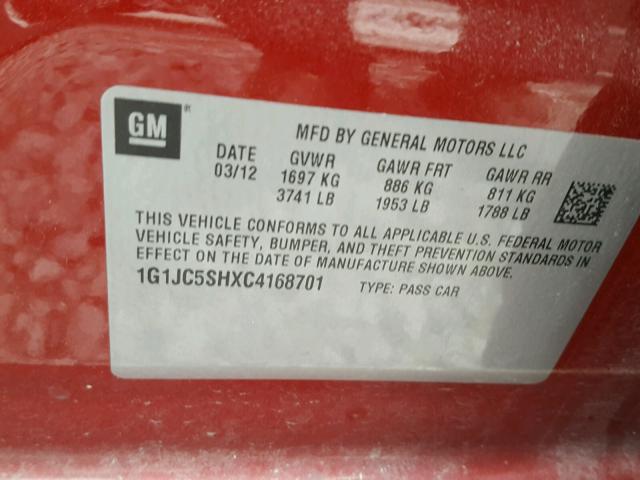 GM ®
MFD BY GENERAL MOTORS LLC
DATE GVWR GAWR FRT GAWR RR
03/12 1697 KG 886 KG 811 KG
3741 LB 1953 LB 1788 LB
THIS VEHICLE CONFORMS TO ALL APPLICABLE U.S. FEDERAL MOTOR
VEHICLE SAFETY, BUMPER, AND THEFT PREVENTION STANDARDS IN
EFFECT ON THE DATE OF MANUFACTURE SHOWN ABOVE.
1G1JC5SHXC4168701 TYPE: PASS CAR